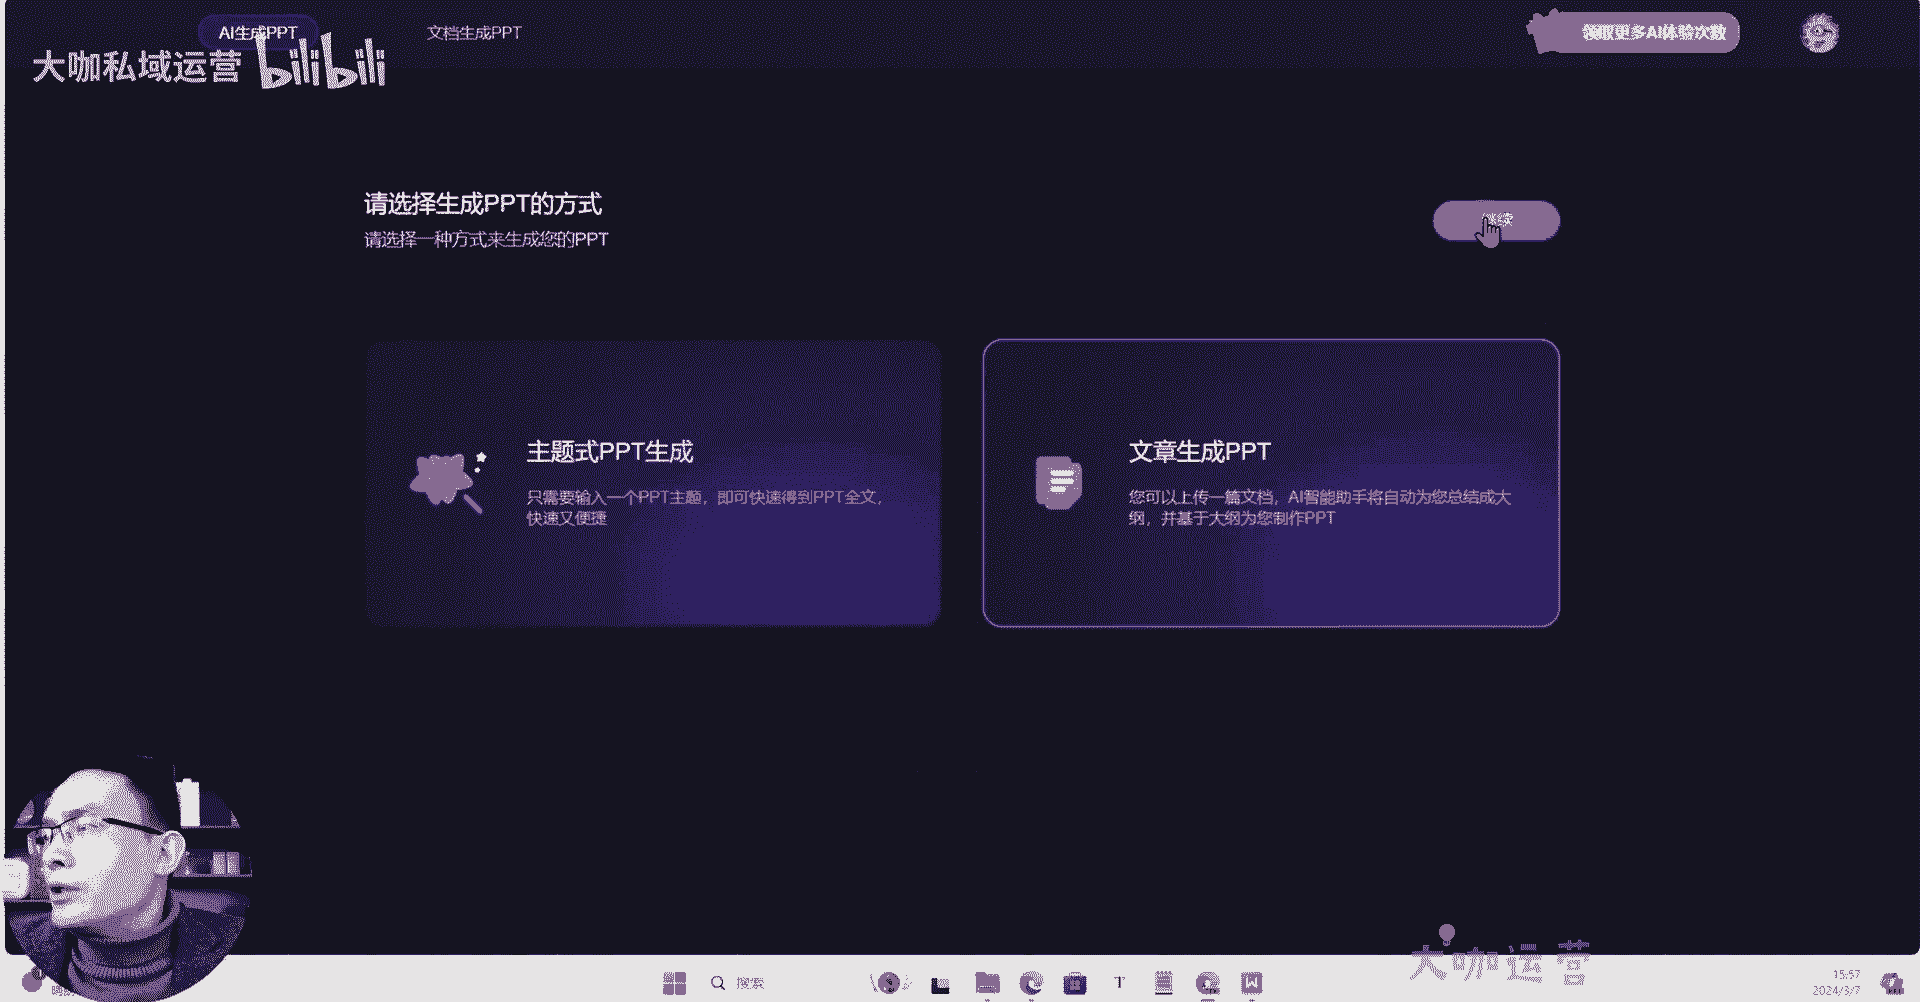 AI生成PPT
文档生成PPT
领取更多AI体验次数
大咖私域运营 bilibili
请选择生成PPT的方式
请选择一种方式来生成您的PPT
继续
主题式PPT生成
只需要输入一个PPT主题，即可快速得到PPT全文，
快速又便捷
文章生成PPT
您可以上传一篇文档，AI智能助手将自动为您总结成大
纲，并基于大纲为您制作PPT
大咖运营
搜索
15:57
2024/3/7